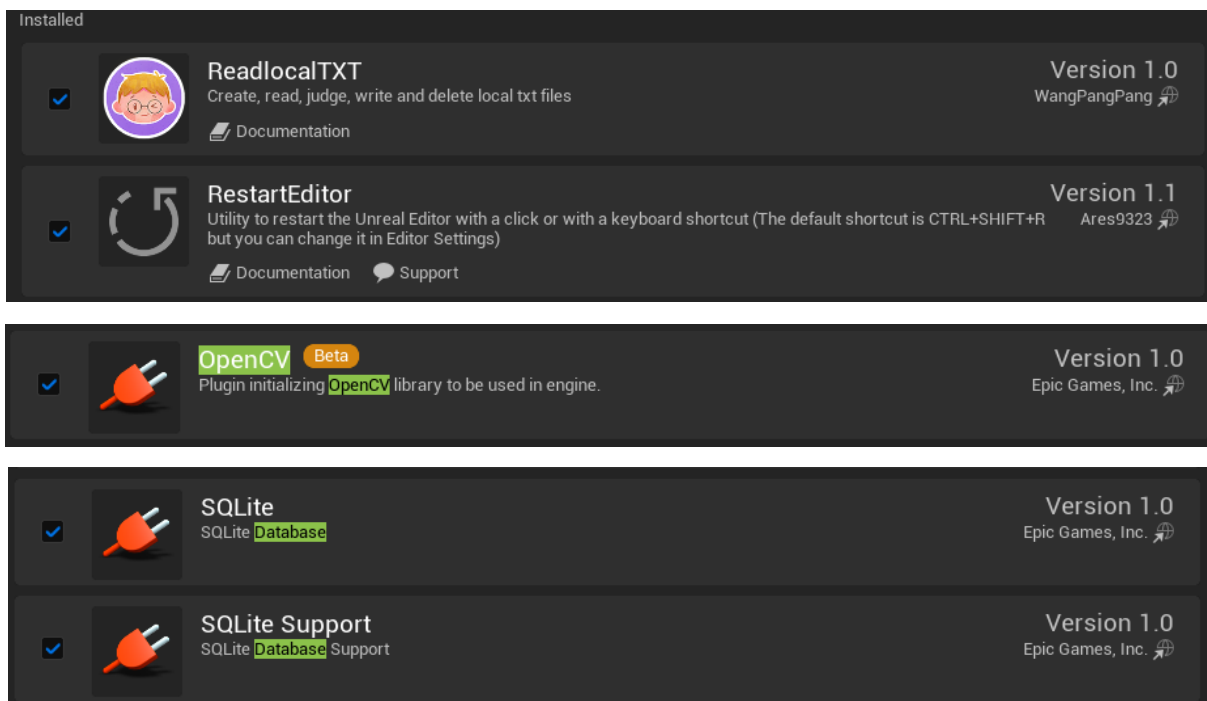 Installed
ReadlocalTXT
Version 1.0
Create, read, judge, write and delete local txt files
WangPangPang
Documentation
RestartEditor
Version 1.1
Utility to restart the Unreal Editor with a click or with a keyboard shortcut (The default shortcut is CTRL+SHIFT+R
Ares9323
but you can change it in Editor Settings)
Documentation
Support
OpenCV
Beta
Version 1.0
Plugin initializing OpenCV library to be used in engine.
Epic Games, Inc.
SQLite
Version 1.0
SQLite Database
Epic Games, Inc.
SQLite Support
Version 1.0
SQLite Database Support
Epic Games, Inc.